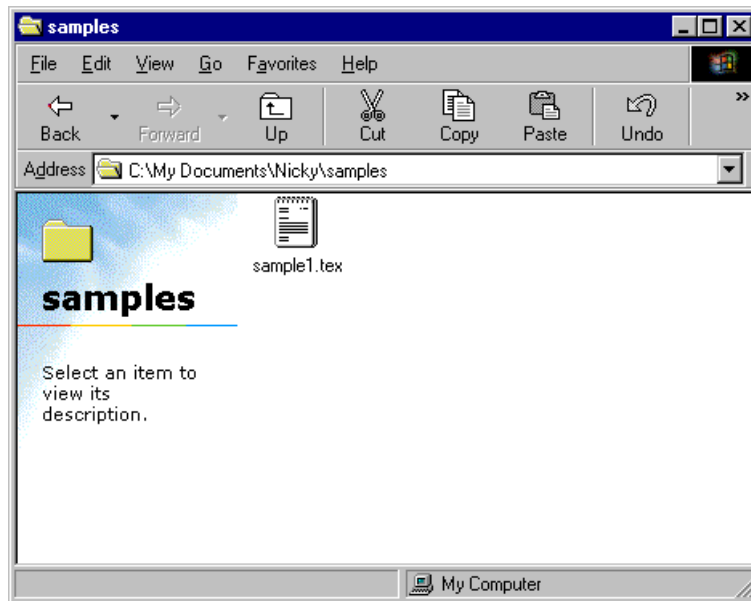 samples
File Edit View Go Favorites Help
Back Forward Up Cut Copy Paste Undo »
Address C:\My Documents\Nicky\samples
sample1.tex
samples
Select an item to
view its
description.
My Computer